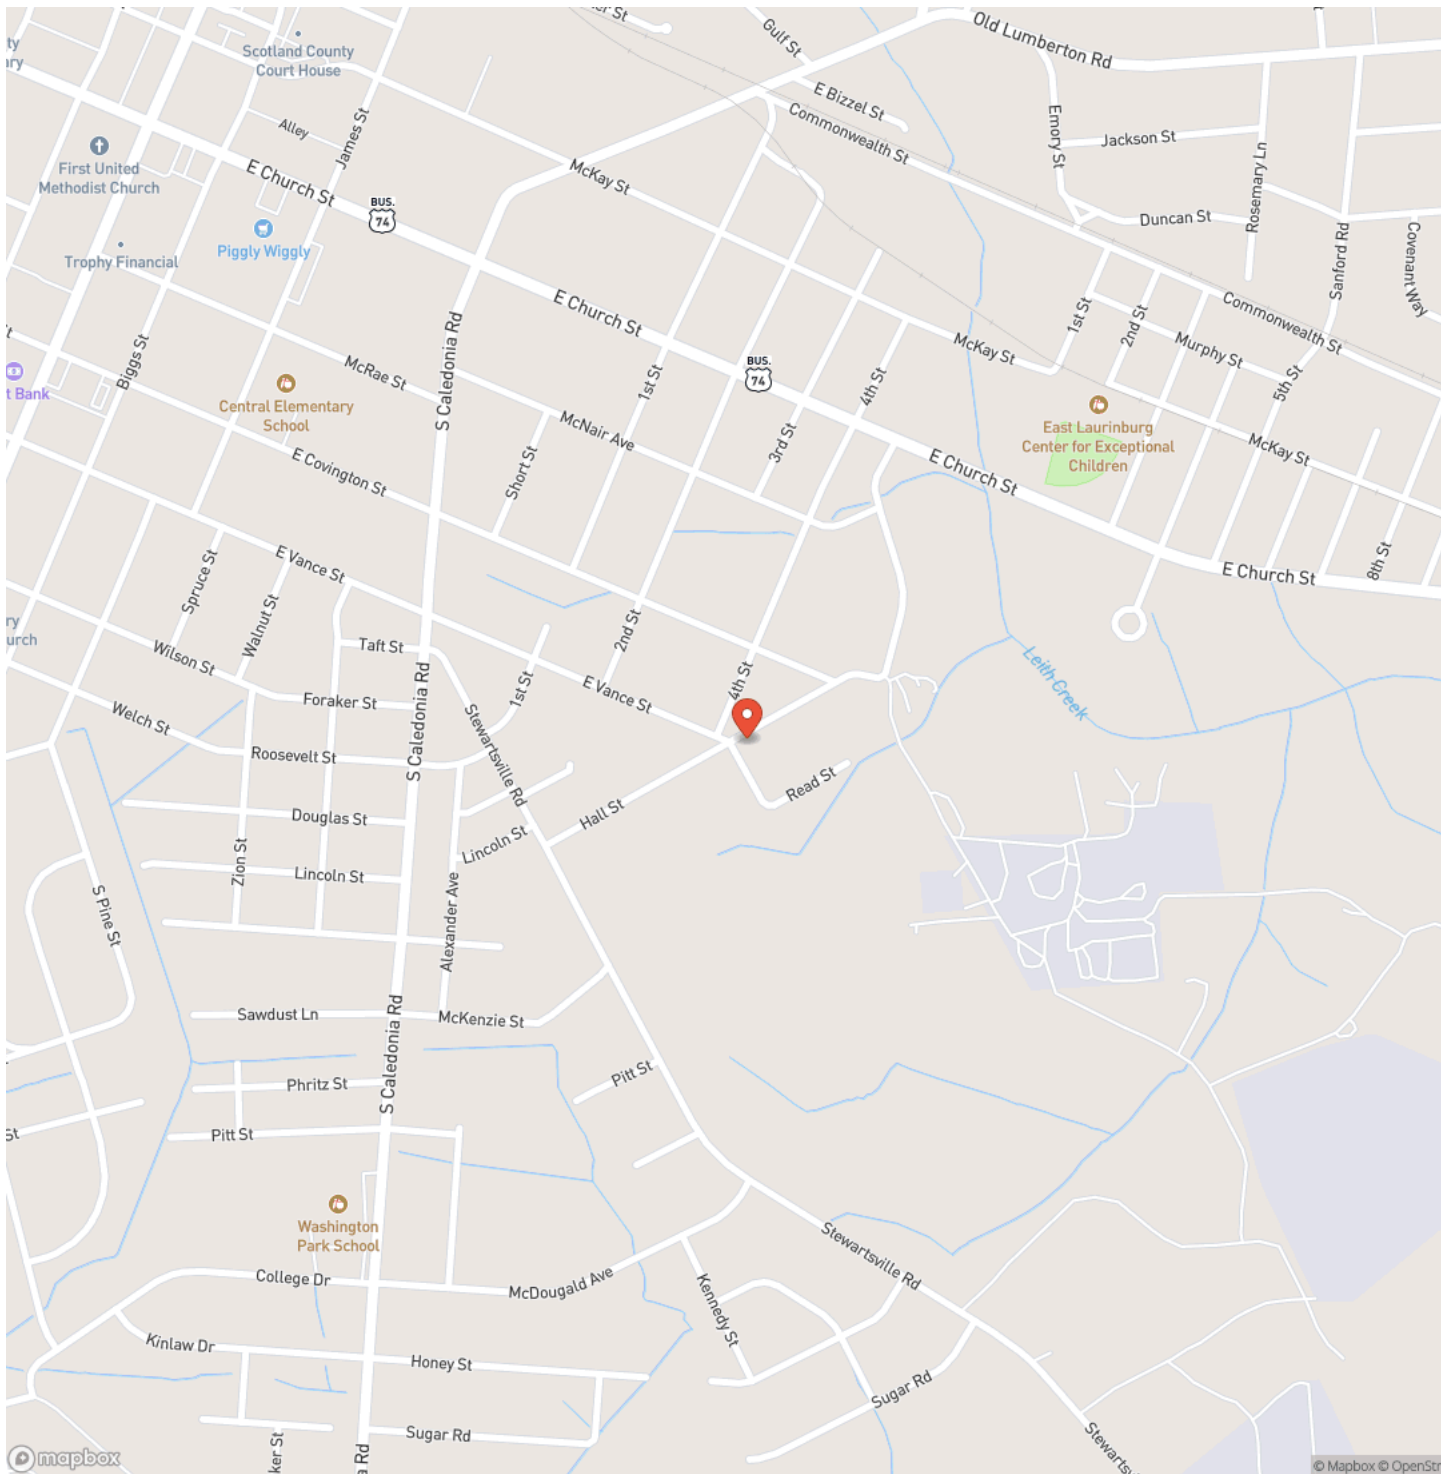 Scotland County
Court House
Gulf St
Old Lumberton Rd
E Bizzel St
Commonwealth St
Emory St
Jackson St
Rosemary Ln
Duncan St
Sanford Rd
Covenant Way
Alley
James St
First United
Methodist Church
E Church St
BUS.
74
McKay St
Piggly Wiggly
Trophy Financial
E Church St
S Caledonia Rd
Commonwealth St
1st St
2nd St
McKay St
Murphy St
5th St
Biggs St
McRae St
1st St
BUS.
74
4th St
t Bank
Central Elementary
School
East Laurinburg
Center for Exceptional
Children
McNair Ave
3rd St
McKay St
E Covington St
Short St
E Church St
E Vance St
Spruce St
8th St
E Church St
Walnut St
urch
Wilson St
Taft St
2nd St
4th St
Leith Creek
Foraker St
1st St
E Vance St
S Caledonia Rd
Welch St
Roosevelt St
Stewartsville Rd
Read St
Douglas St
Hall St
Lincoln St
Zion St
Lincoln St
S Pine St
Alexander Ave
Sawdust Ln
McKenzie St
S Caledonia Rd
Phritz St
Pitt St
St
Pitt St
Washington
Park School
Stewartsville Rd
College Dr
McDougald Ave
Kennedy St
Kinlaw Dr
Honey St
Sugar Rd
Sugar Rd
ker St
a Rd
Stewartsv
mapbox
© Mapbox © OpenStr